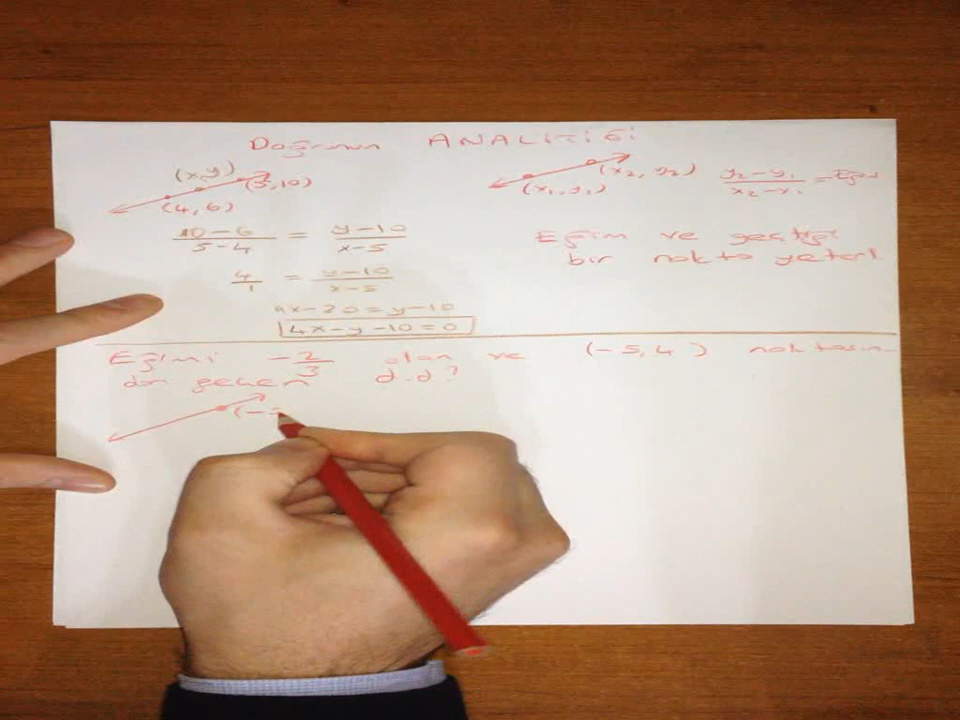 Doğrunun ANALİTİĞİ
(x,y)
(5,10)
(4,6)
10-6 / 5-4 = y-10 / x-5
4 / 1 = y-10 / x-5
4x-20=y-10
4x-y-10=0
(x₂, y₂)
(x₁, y₁)
y₂-y₁ / x₂-x₁ = Eğim
Eğim ve geçtiği
bir nokta yeterli
Eğimi -2/3 olan ve (-5,4) noktasın
dan geçen d.d?
(-5